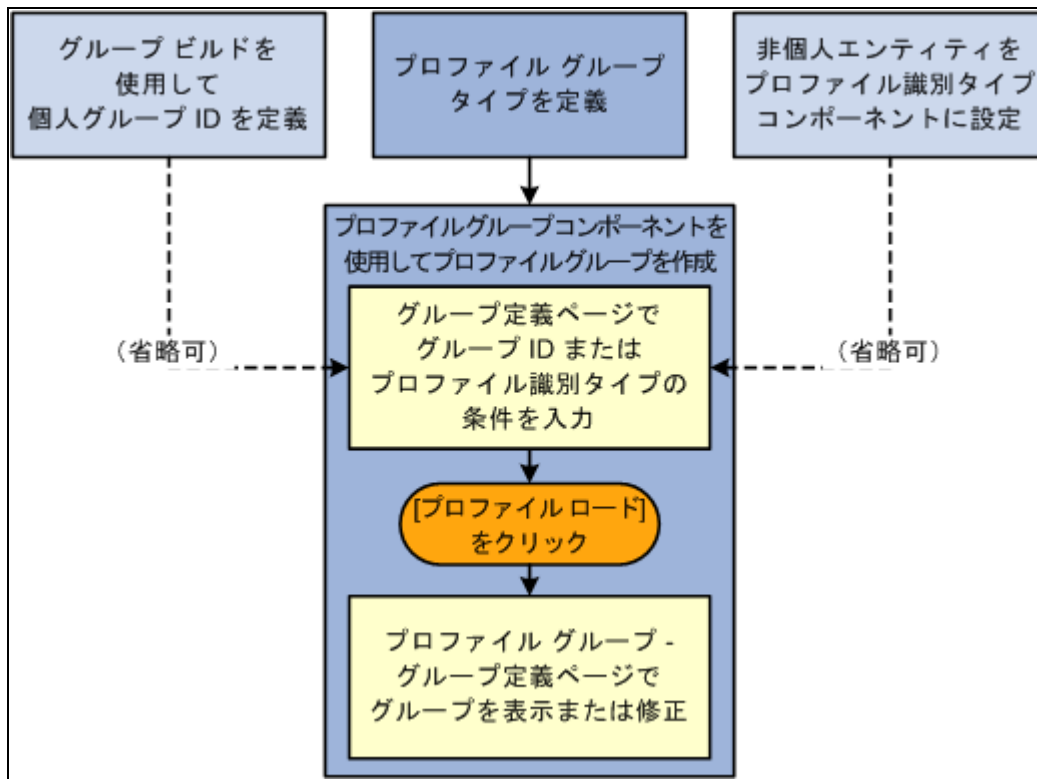 グループ ビルドを
使用して
個人グループ ID を定義
プロファイル グループ
タイプを定義
非個人エンティティを
プロファイル識別タイプ
コンポーネントに設定
プロファイルグループコンポーネントを
使用してプロファイルグループを作成
グループ定義ページで
グループ ID または
プロファイル識別タイプの
条件を入力
（省略可）
（省略可）
[プロファイル ロード]
をクリック
プロファイル グループ -
グループ定義ページで
グループを表示または修正